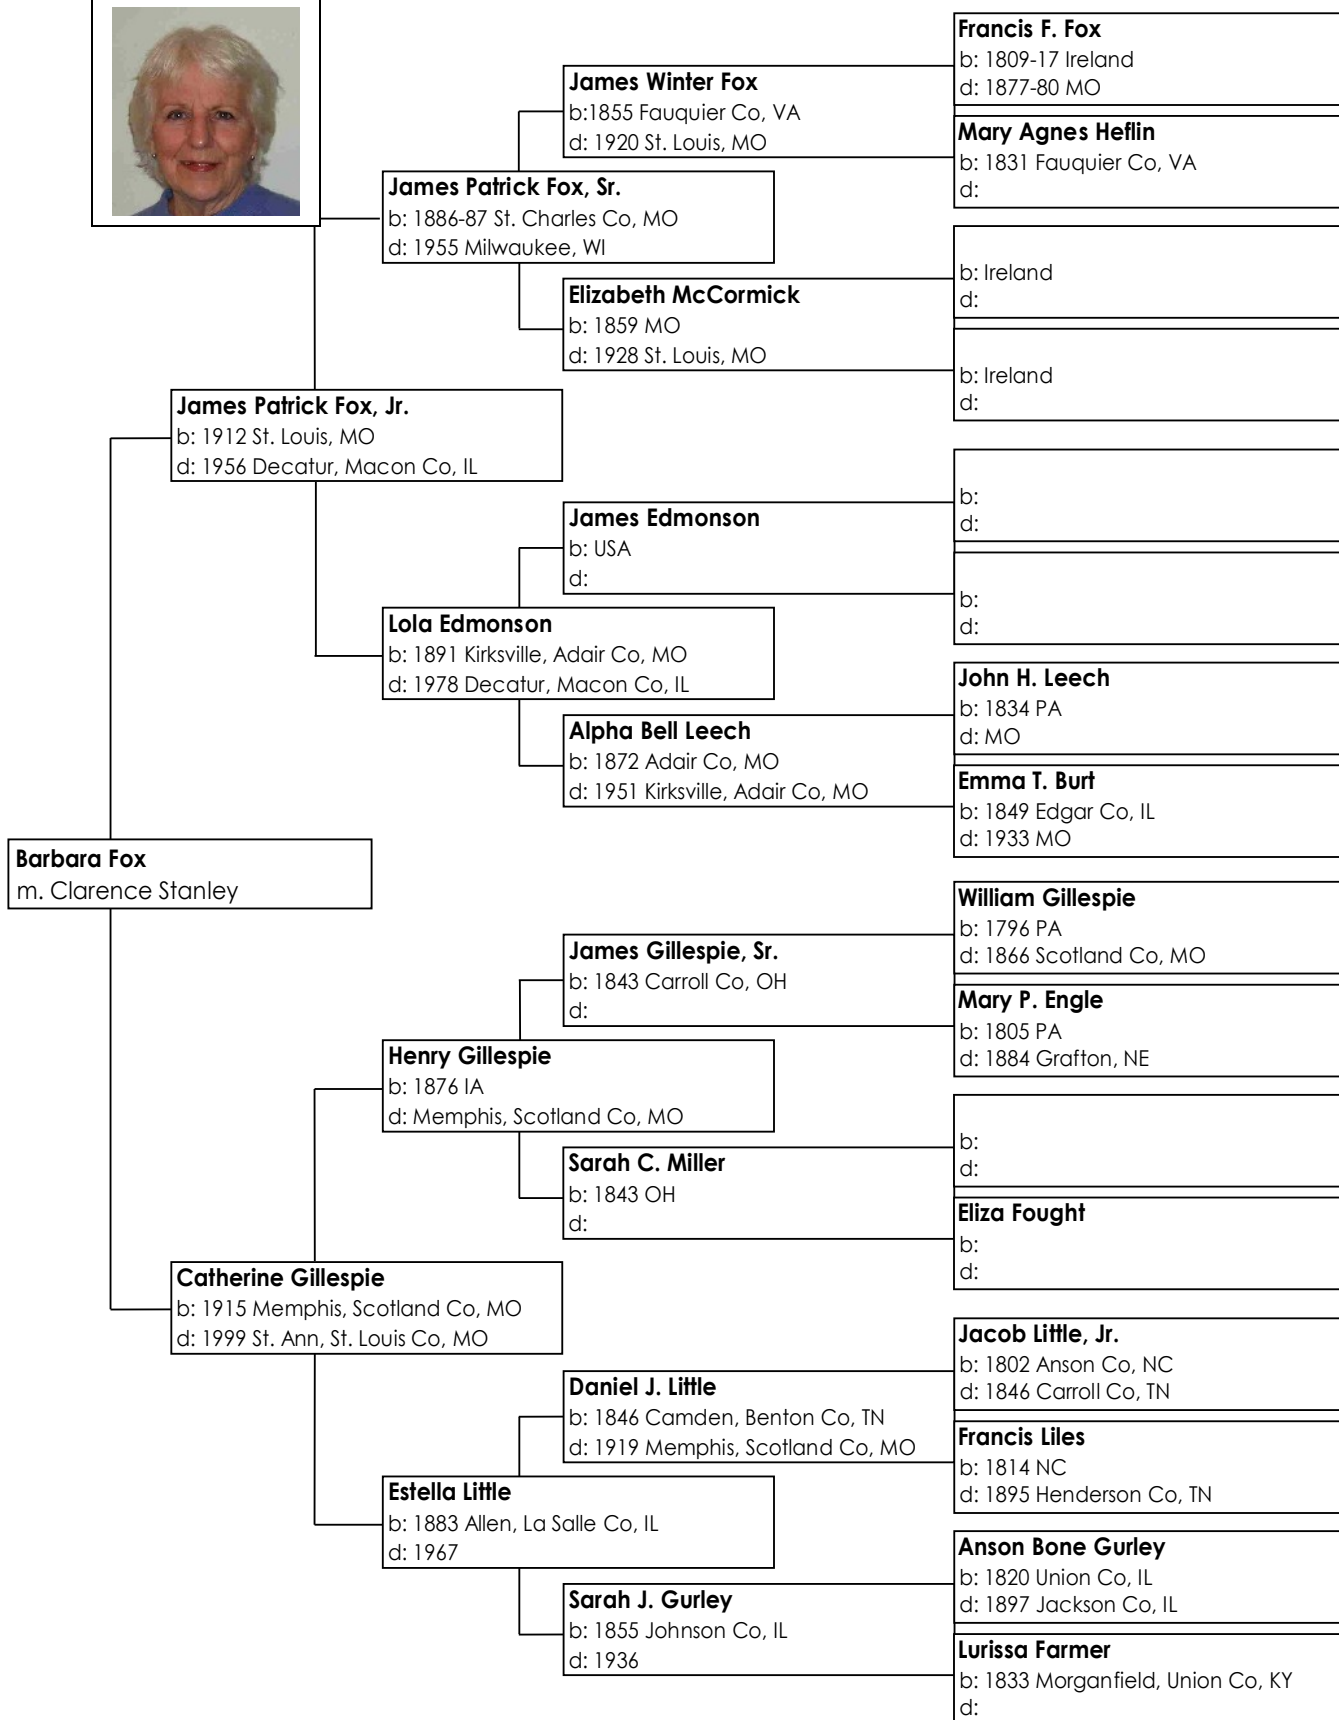 Francis F. Fox
b: 1809-17 Ireland
d: 1877-80 MO
James Winter Fox
b:1855 Fauquier Co, VA
d: 1920 St. Louis, MO
Mary Agnes Heflin
b: 1831 Fauquier Co, VA
d:
James Patrick Fox, Sr.
b: 1886-87 St. Charles Co, MO
d: 1955 Milwaukee, WI
b: Ireland
d:
Elizabeth McCormick
b: 1859 MO
d: 1928 St. Louis, MO
b: Ireland
d:
James Patrick Fox, Jr.
b: 1912 St. Louis, MO
d: 1956 Decatur, Macon Co, IL
b:
d:
James Edmonson
b: USA
d:
b:
d:
Lola Edmonson
b: 1891 Kirksville, Adair Co, MO
d: 1978 Decatur, Macon Co, IL
John H. Leech
b: 1834 PA
d: MO
Alpha Bell Leech
b: 1872 Adair Co, MO
d: 1951 Kirksville, Adair Co, MO
Emma T. Burt
b: 1849 Edgar Co, IL
d: 1933 MO
Barbara Fox
m. Clarence Stanley
William Gillespie
b: 1796 PA
d: 1866 Scotland Co, MO
James Gillespie, Sr.
b: 1843 Carroll Co, OH
d:
Mary P. Engle
b: 1805 PA
d: 1884 Grafton, NE
Henry Gillespie
b: 1876 IA
d: Memphis, Scotland Co, MO
b:
d:
Sarah C. Miller
b: 1843 OH
d:
Eliza Fought
b:
d:
Catherine Gillespie
b: 1915 Memphis, Scotland Co, MO
d: 1999 St. Ann, St. Louis Co, MO
Jacob Little, Jr.
b: 1802 Anson Co, NC
d: 1846 Carroll Co, TN
Daniel J. Little
b: 1846 Camden, Benton Co, TN
d: 1919 Memphis, Scotland Co, MO
Francis Liles
b: 1814 NC
d: 1895 Henderson Co, TN
Estella Little
b: 1883 Allen, La Salle Co, IL
d: 1967
Anson Bone Gurley
b: 1820 Union Co, IL
d: 1897 Jackson Co, IL
Sarah J. Gurley
b: 1855 Johnson Co, IL
d: 1936
Lurissa Farmer
b: 1833 Morganfield, Union Co, KY
d: